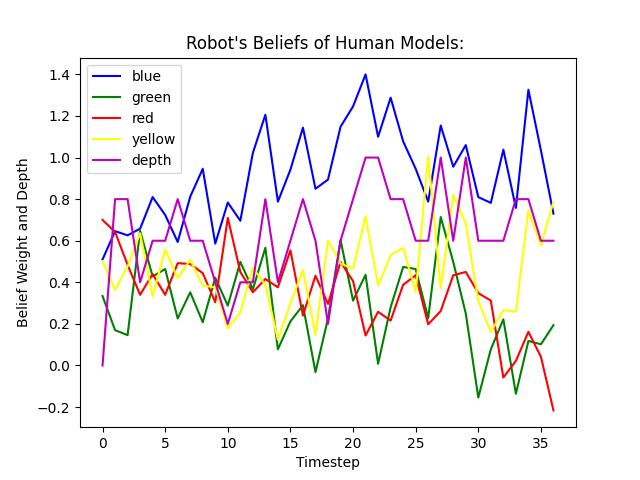 Robot's Beliefs of Human Models:
blue
green
red
yellow
depth
Belief Weight and Depth
1.4
1.2
1.0
0.8
0.6
0.4
0.2
0.0
−0.2
0 5 10 15 20 25 30 35
Timestep